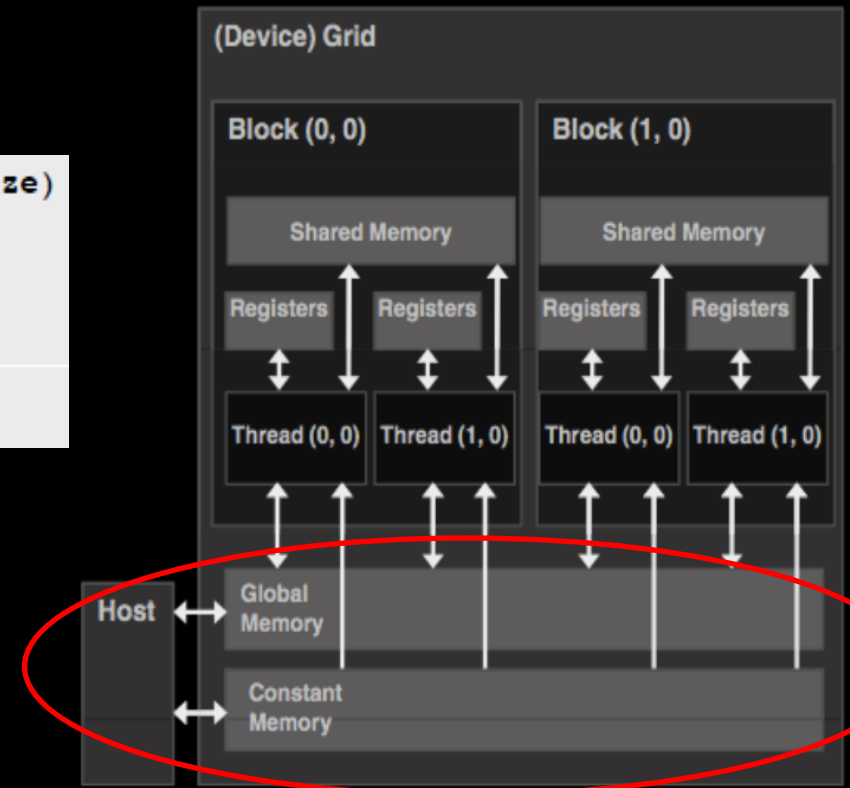 ze)
(Device) Grid
Block (0, 0)
Block (1, 0)
Shared Memory
Shared Memory
Registers
Registers
Registers
Registers
Thread (0, 0)
Thread (1, 0)
Thread (0, 0)
Thread (1, 0)
Host
Global
Memory
Constant
Memory